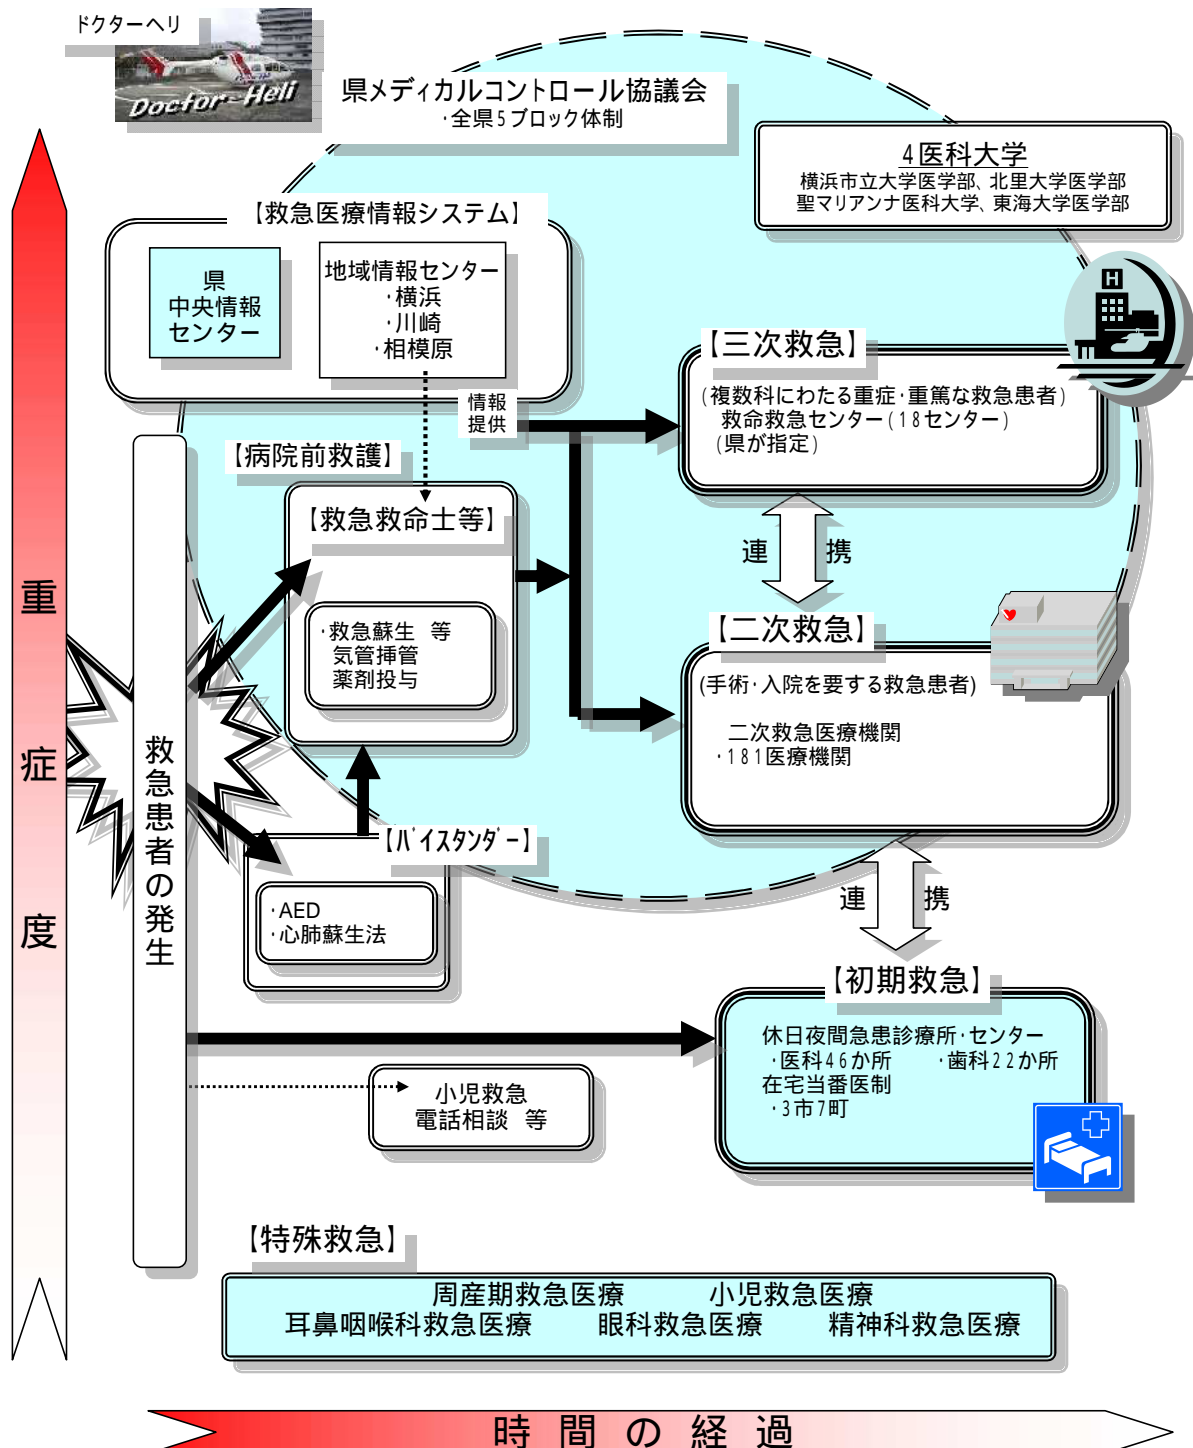 ドクターヘリ
Doctor-Heli
県メディカルコントロール協議会
・全県5ブロック体制
4医科大学
横浜市立大学医学部、北里大学医学部
聖マリアンナ医科大学、東海大学医学部
【救急医療情報システム】
県
中央情報
センター
地域情報センター
・横浜
・川崎
・相模原
情報
提供
【三次救急】
(複数科にわたる重症・重篤な救急患者)
救命救急センター(18センター)
(県が指定)
H
【病院前救護】
【救急救命士等】
・救急蘇生 等
気管挿管
薬剤投与
連 携
【二次救急】
(手術・入院を要する救急患者)
二次救急医療機関
・181医療機関
重症度
救急患者の発生
【バイスタンダー】
・AED
・心肺蘇生法
連 携
【初期救急】
休日夜間急患診療所・センター
・医科46か所 ・歯科22か所
在宅当番医制
・3市7町
小児救急
電話相談 等
【特殊救急】
周産期救急医療 小児救急医療
耳鼻咽喉科救急医療 眼科救急医療 精神科救急医療
時間の経過